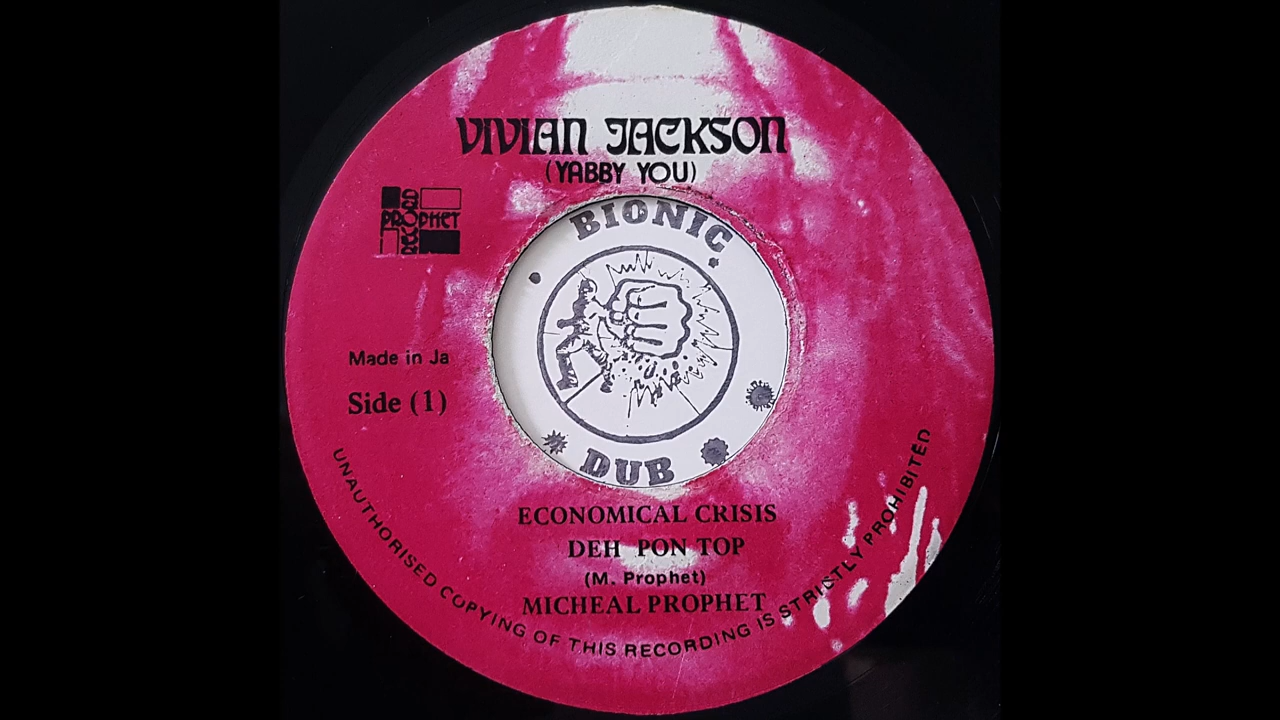 VIVIAN JACKSON
(YABBY YOU)
PROPHET
RECORD
BIONIC
DUB
Made in Ja
Side (1)
ECONOMICAL CRISIS
DEH PON TOP
(M. Prophet)
MICHEAL PROPHET
UNAUTHORISED COPYING OF THIS RECORDING IS STRICTLY PROHIBITED